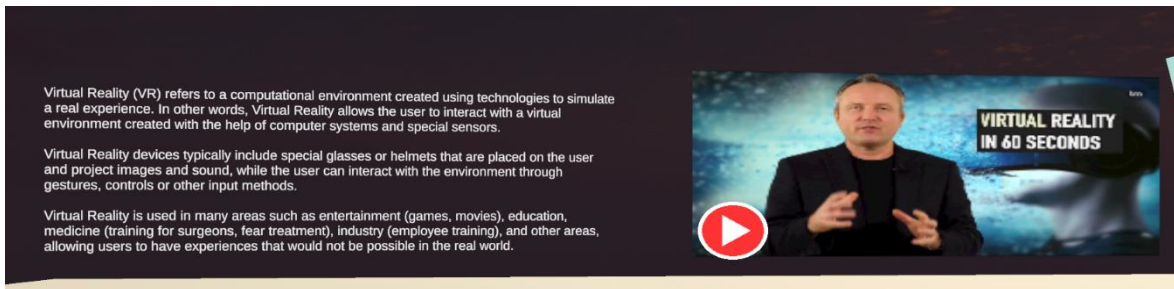 Virtual Reality (VR) refers to a computational environment created using technologies to simulate
a real experience. In other words, Virtual Reality allows the user to interact with a virtual
environment created with the help of computer systems and special sensors.
Virtual Reality devices typically include special glasses or helmets that are placed on the user
and project images and sound, while the user can interact with the environment through
gestures, controls or other input methods.
Virtual Reality is used in many areas such as entertainment (games, movies), education,
medicine (training for surgeons, fear treatment), industry (employee training), and other areas,
allowing users to have experiences that would not be possible in the real world.
VIRTUAL REALITY
IN 60 SECONDS